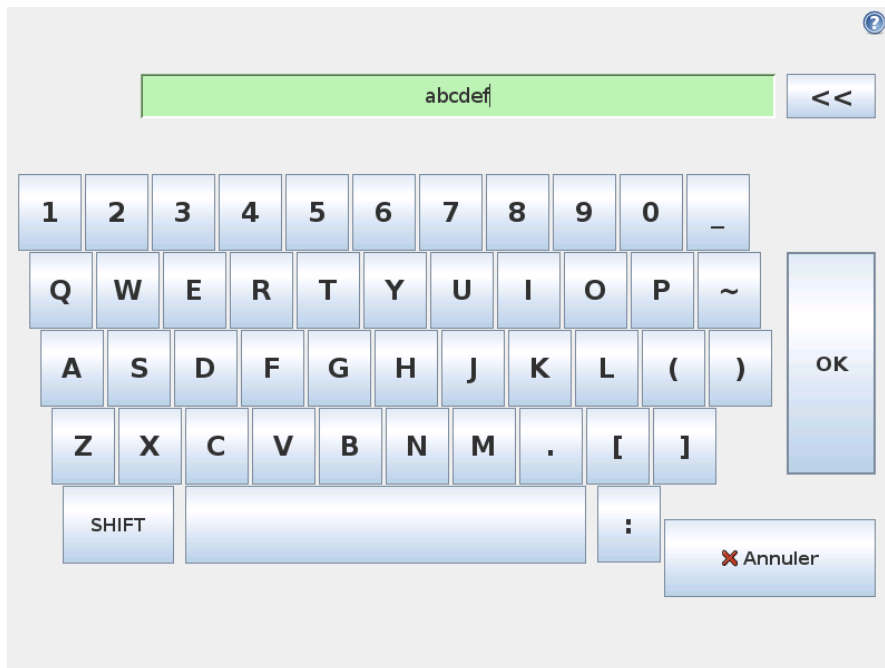 ?
abcdef <<
1 2 3 4 5 6 7 8 9 0 _
Q W E R T Y U I O P ~
A S D F G H J K L ( ) OK
Z X C V B N M . [ ]
SHIFT :
Annuler